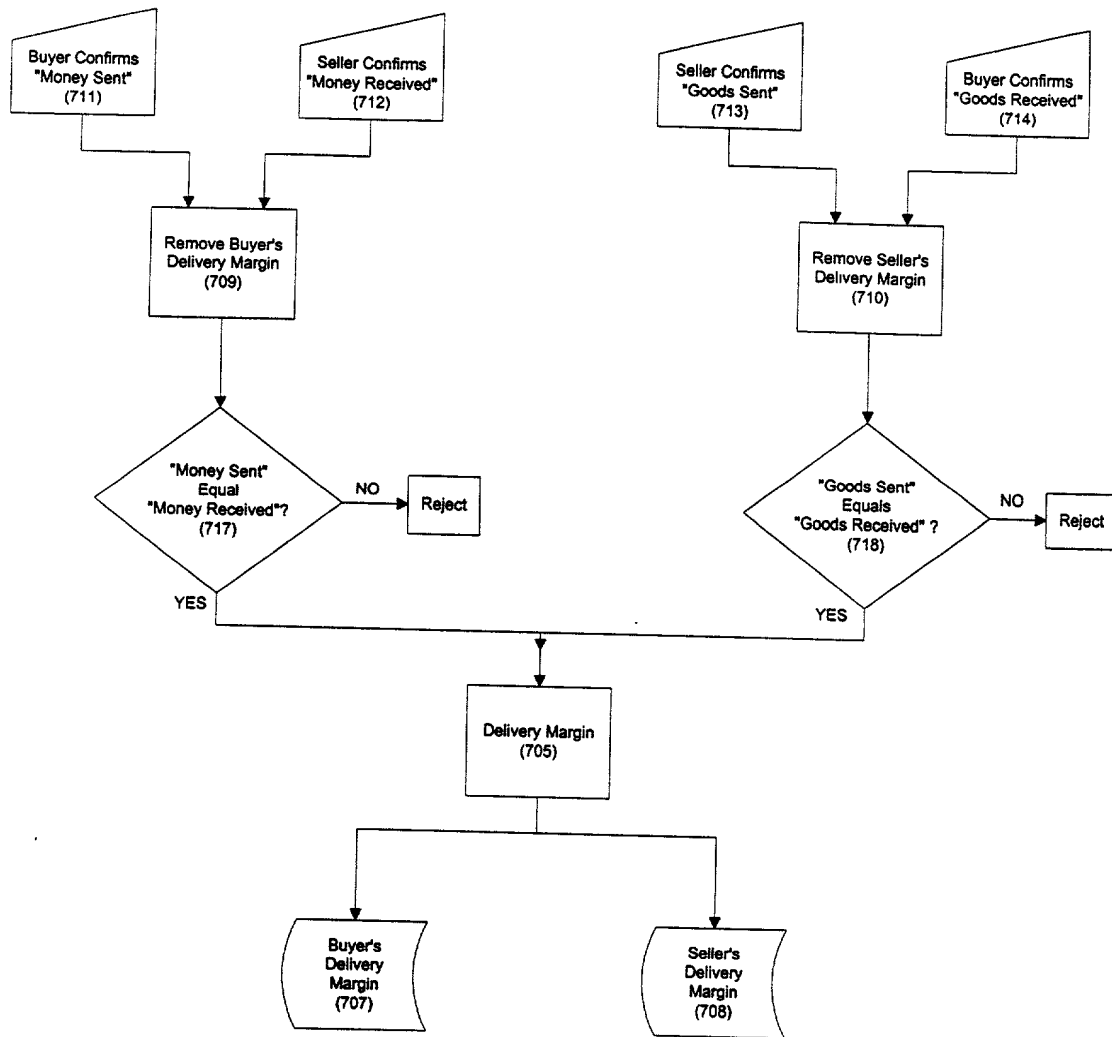 Buyer Confirms
"Money Sent"
(711)
Seller Confirms
"Money Received"
(712)
Seller Confirms
"Goods Sent"
(713)
Buyer Confirms
"Goods Received"
(714)
Remove Buyer's
Delivery Margin
(709)
Remove Seller's
Delivery Margin
(710)
"Money Sent"
Equal
"Money Received"?
(717)
NO
Reject
YES
"Goods Sent"
Equals
"Goods Received" ?
(718)
NO
Reject
YES
Delivery Margin
(705)
Buyer's
Delivery
Margin
(707)
Seller's
Delivery
Margin
(708)